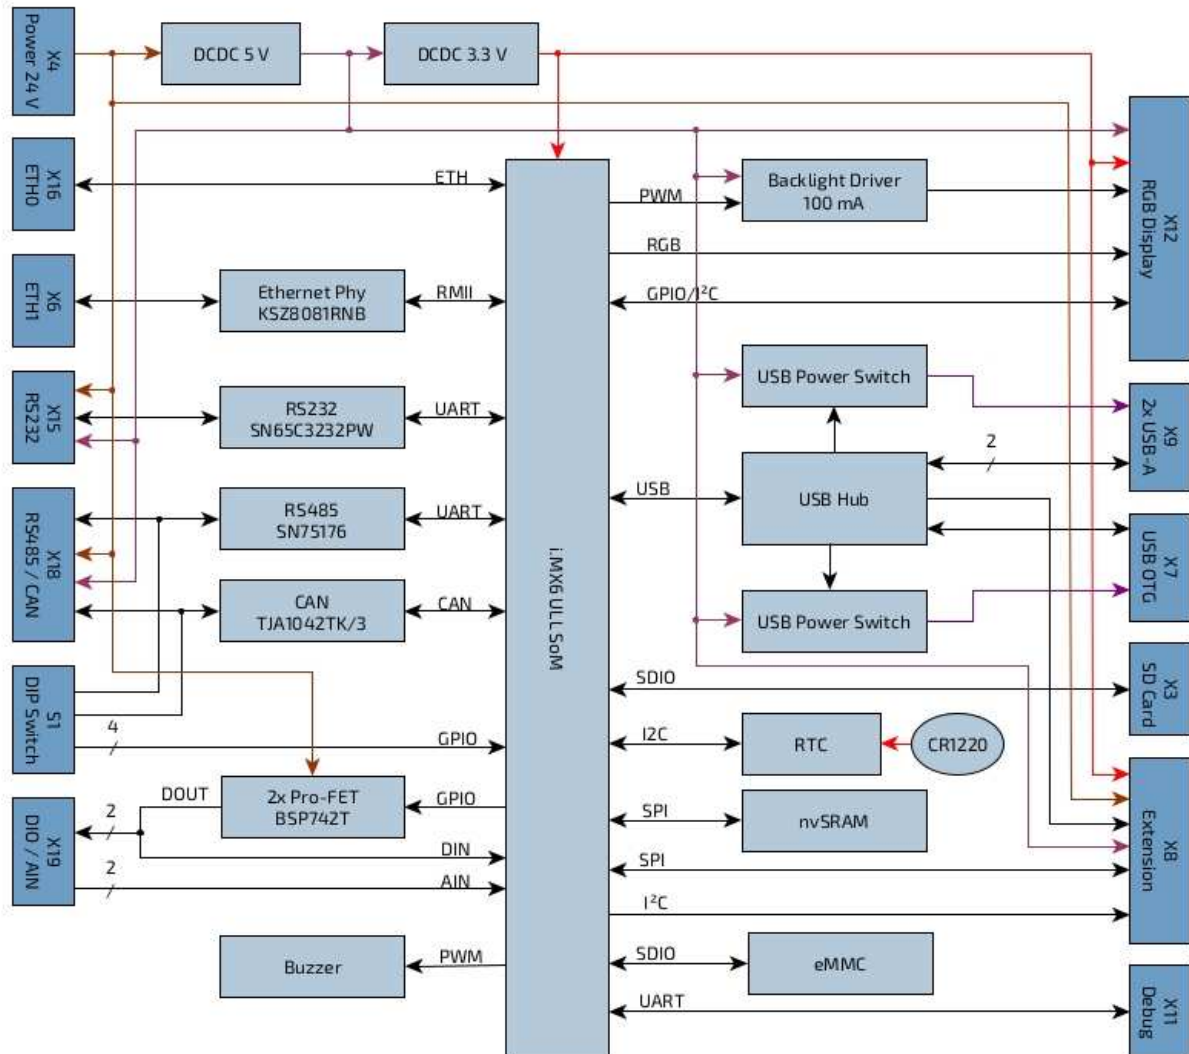 X4
Power 24 V
DCDC 5 V
DCDC 3.3 V
X16
ETH0
ETH
PWM
Backlight Driver
100 mA
RGB
GPIO/I²C
X12
RGB Display
X6
ETH1
Ethernet Phy
KSZ8081RNB
RMII
X15
RS232
RS232
SN65C3232PW
UART
USB Power Switch
X9
2x USB-A
2
USB
USB Hub
X18
RS485 / CAN
RS485
SN75176
UART
X7
USB OTG
CAN
TJA1042TK/3
CAN
i.MX6 ULL SoM
USB Power Switch
S1
DIP Switch
4
GPIO
SDIO
X3
SD Card
I2C
RTC
CR1220
DOUT
2x Pro-FET
BSP742T
GPIO
SPI
nvSRAM
X8
Extension
X19
DIO / AIN
2
DIN
2
AIN
SPI
I²C
Buzzer
PWM
SDIO
eMMC
UART
X11
Debug